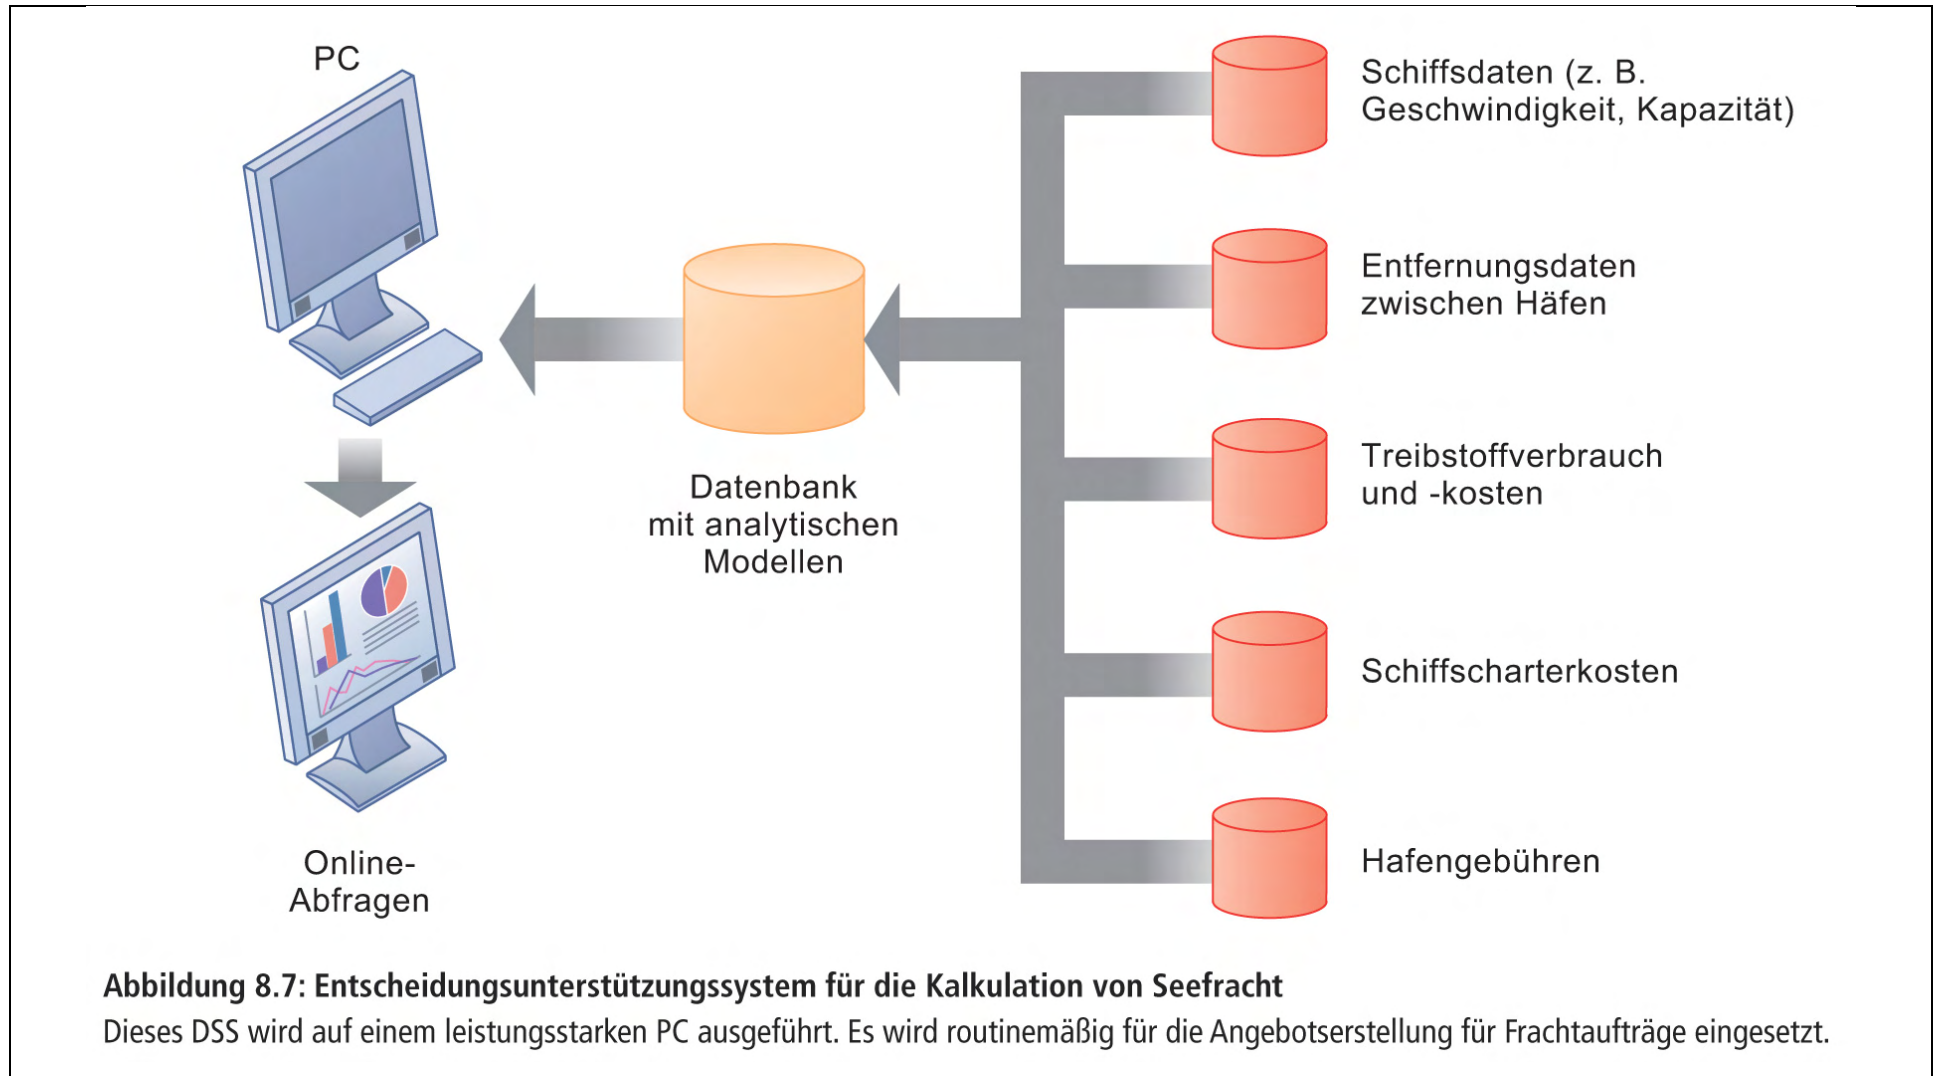 PC
Schiffsdaten (z. B.
Geschwindigkeit, Kapazität)
Entfernungsdaten
zwischen Häfen
Treibstoffverbrauch
und -kosten
Datenbank
mit analytischen
Modellen
Schiffscharterkosten
Online-
Abfragen
Hafengebühren
Abbildung 8.7: Entscheidungsunterstützungssystem für die Kalkulation von Seefracht
Dieses DSS wird auf einem leistungsstarken PC ausgeführt. Es wird routinemäßig für die Angebotserstellung für Frachtaufträge eingesetzt.